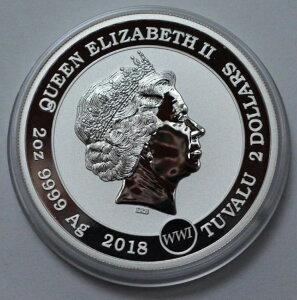 QUEEN ELIZABETH II
TUVALU 2 DOLLARS
2oz 9999 Ag 2018
WWI